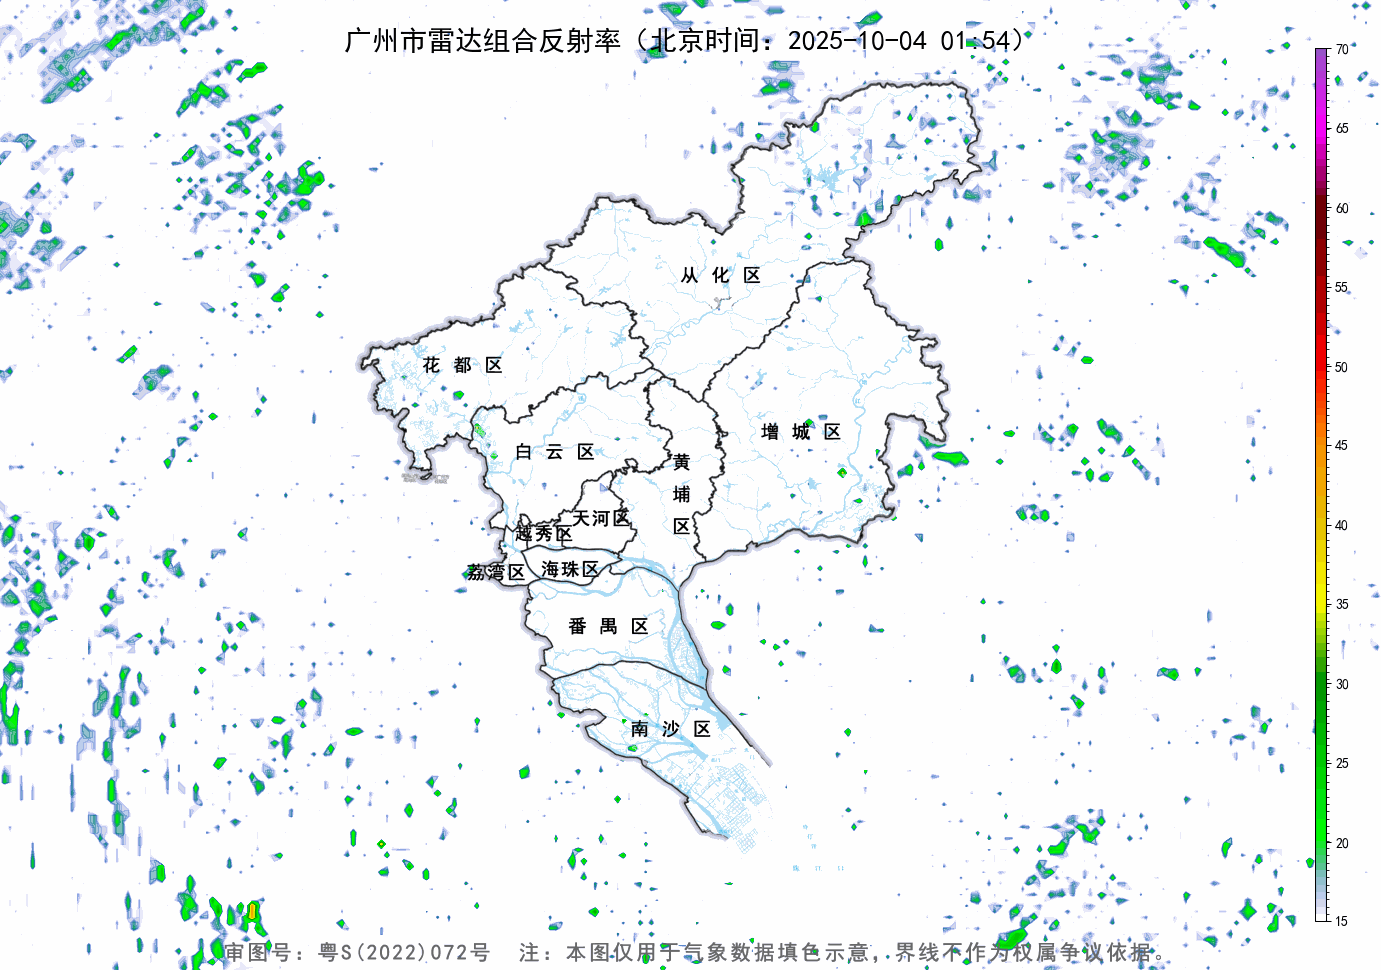 广州市雷达组合反射率（北京时间：2025-10-04 01:54）
70
65
60
55
50
45
40
35
30
25
20
15
从化区
花都区
增城区
白云区
黄埔区
天河区
越秀区
荔湾区
海珠区
番禺区
南沙区
审图号：粤S(2022)072号 注：本图仅用于气象数据填色示意，界线不作为权属争议依据。